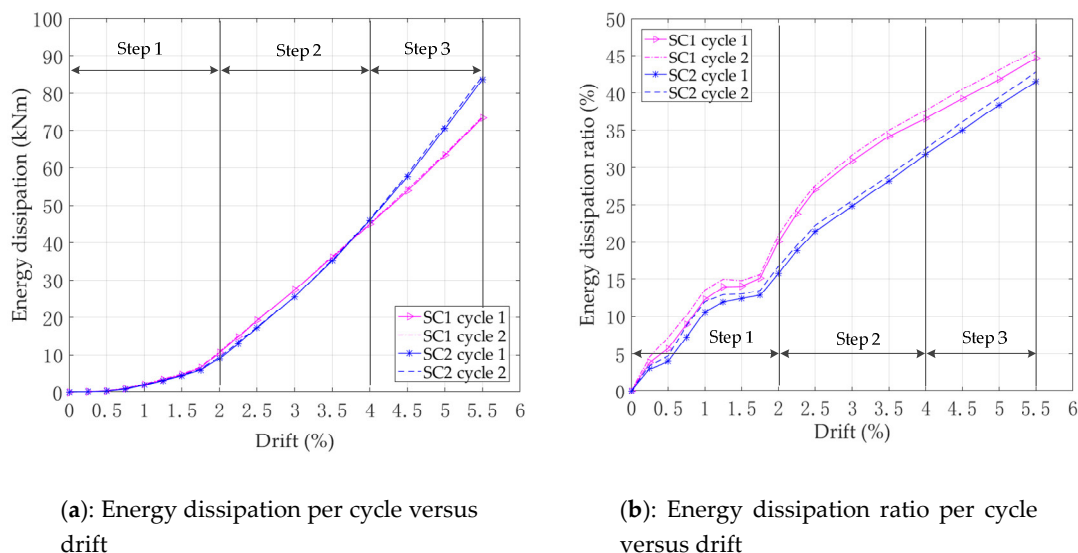 100
90
80
70
60
50
40
30
20
10
0
Energy dissipation (kNm)
Step 1
Step 2
Step 3
SC1 cycle 1
SC1 cycle 2
SC2 cycle 1
SC2 cycle 2
0 0.5 1 1.5 2 2.5 3 3.5 4 4.5 5 5.5 6
Drift (%)
(a): Energy dissipation per cycle versus
drift
50
45
40
35
30
25
20
15
10
5
0
Energy dissipation ratio (%)
SC1 cycle 1
SC1 cycle 2
SC2 cycle 1
SC2 cycle 2
Step 1
Step 2
Step 3
0 0.5 1 1.5 2 2.5 3 3.5 4 4.5 5 5.5 6
Drift (%)
(b): Energy dissipation ratio per cycle
versus drift